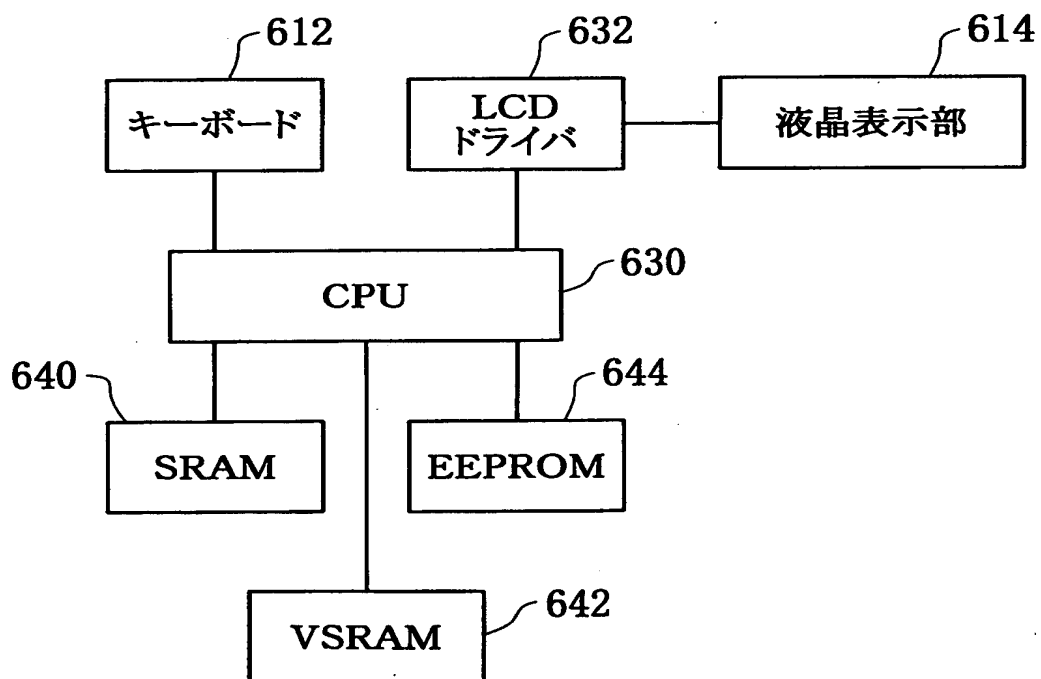 612
632
614
キーボード
LCD
ドライバ
液晶表示部
630
CPU
640
644
SRAM
EEPROM
642
VSRAM